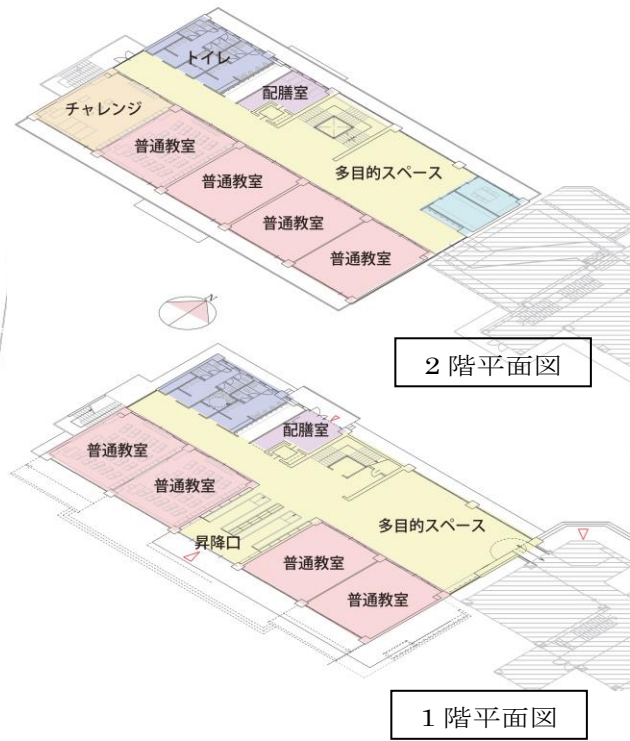 トイレ
配膳室
チャレンジ
普通教室
普通教室
多目的スペース
普通教室
普通教室
N
2 階平面図
配膳室
普通教室
普通教室
多目的スペース
昇降口
普通教室
普通教室
1 階平面図